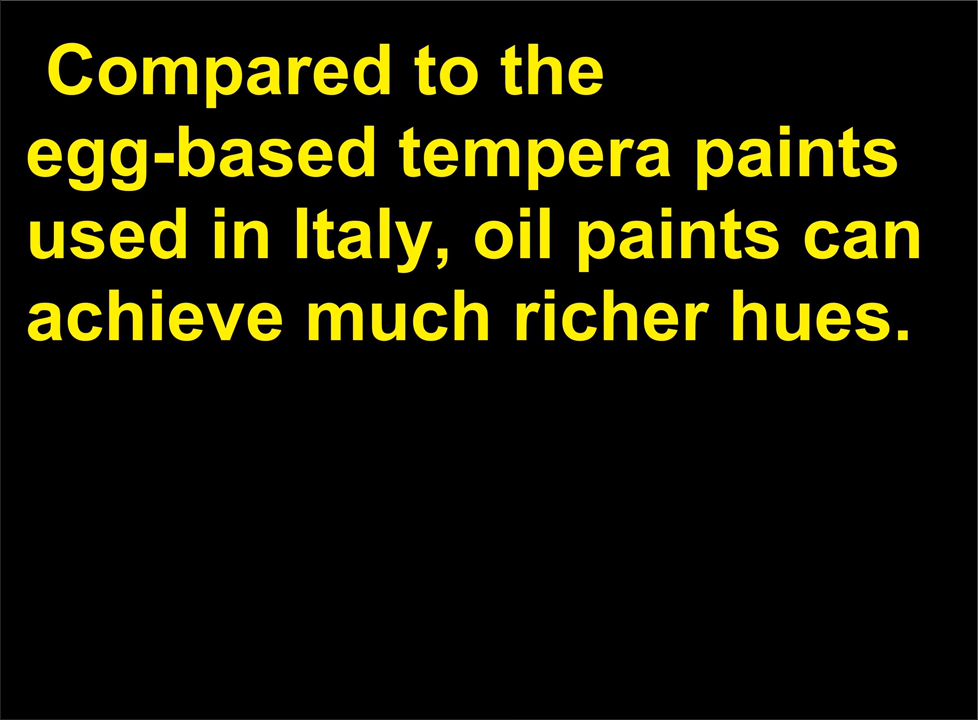 Compared to the
egg-based tempera paints
used in Italy, oil paints can
achieve much richer hues.